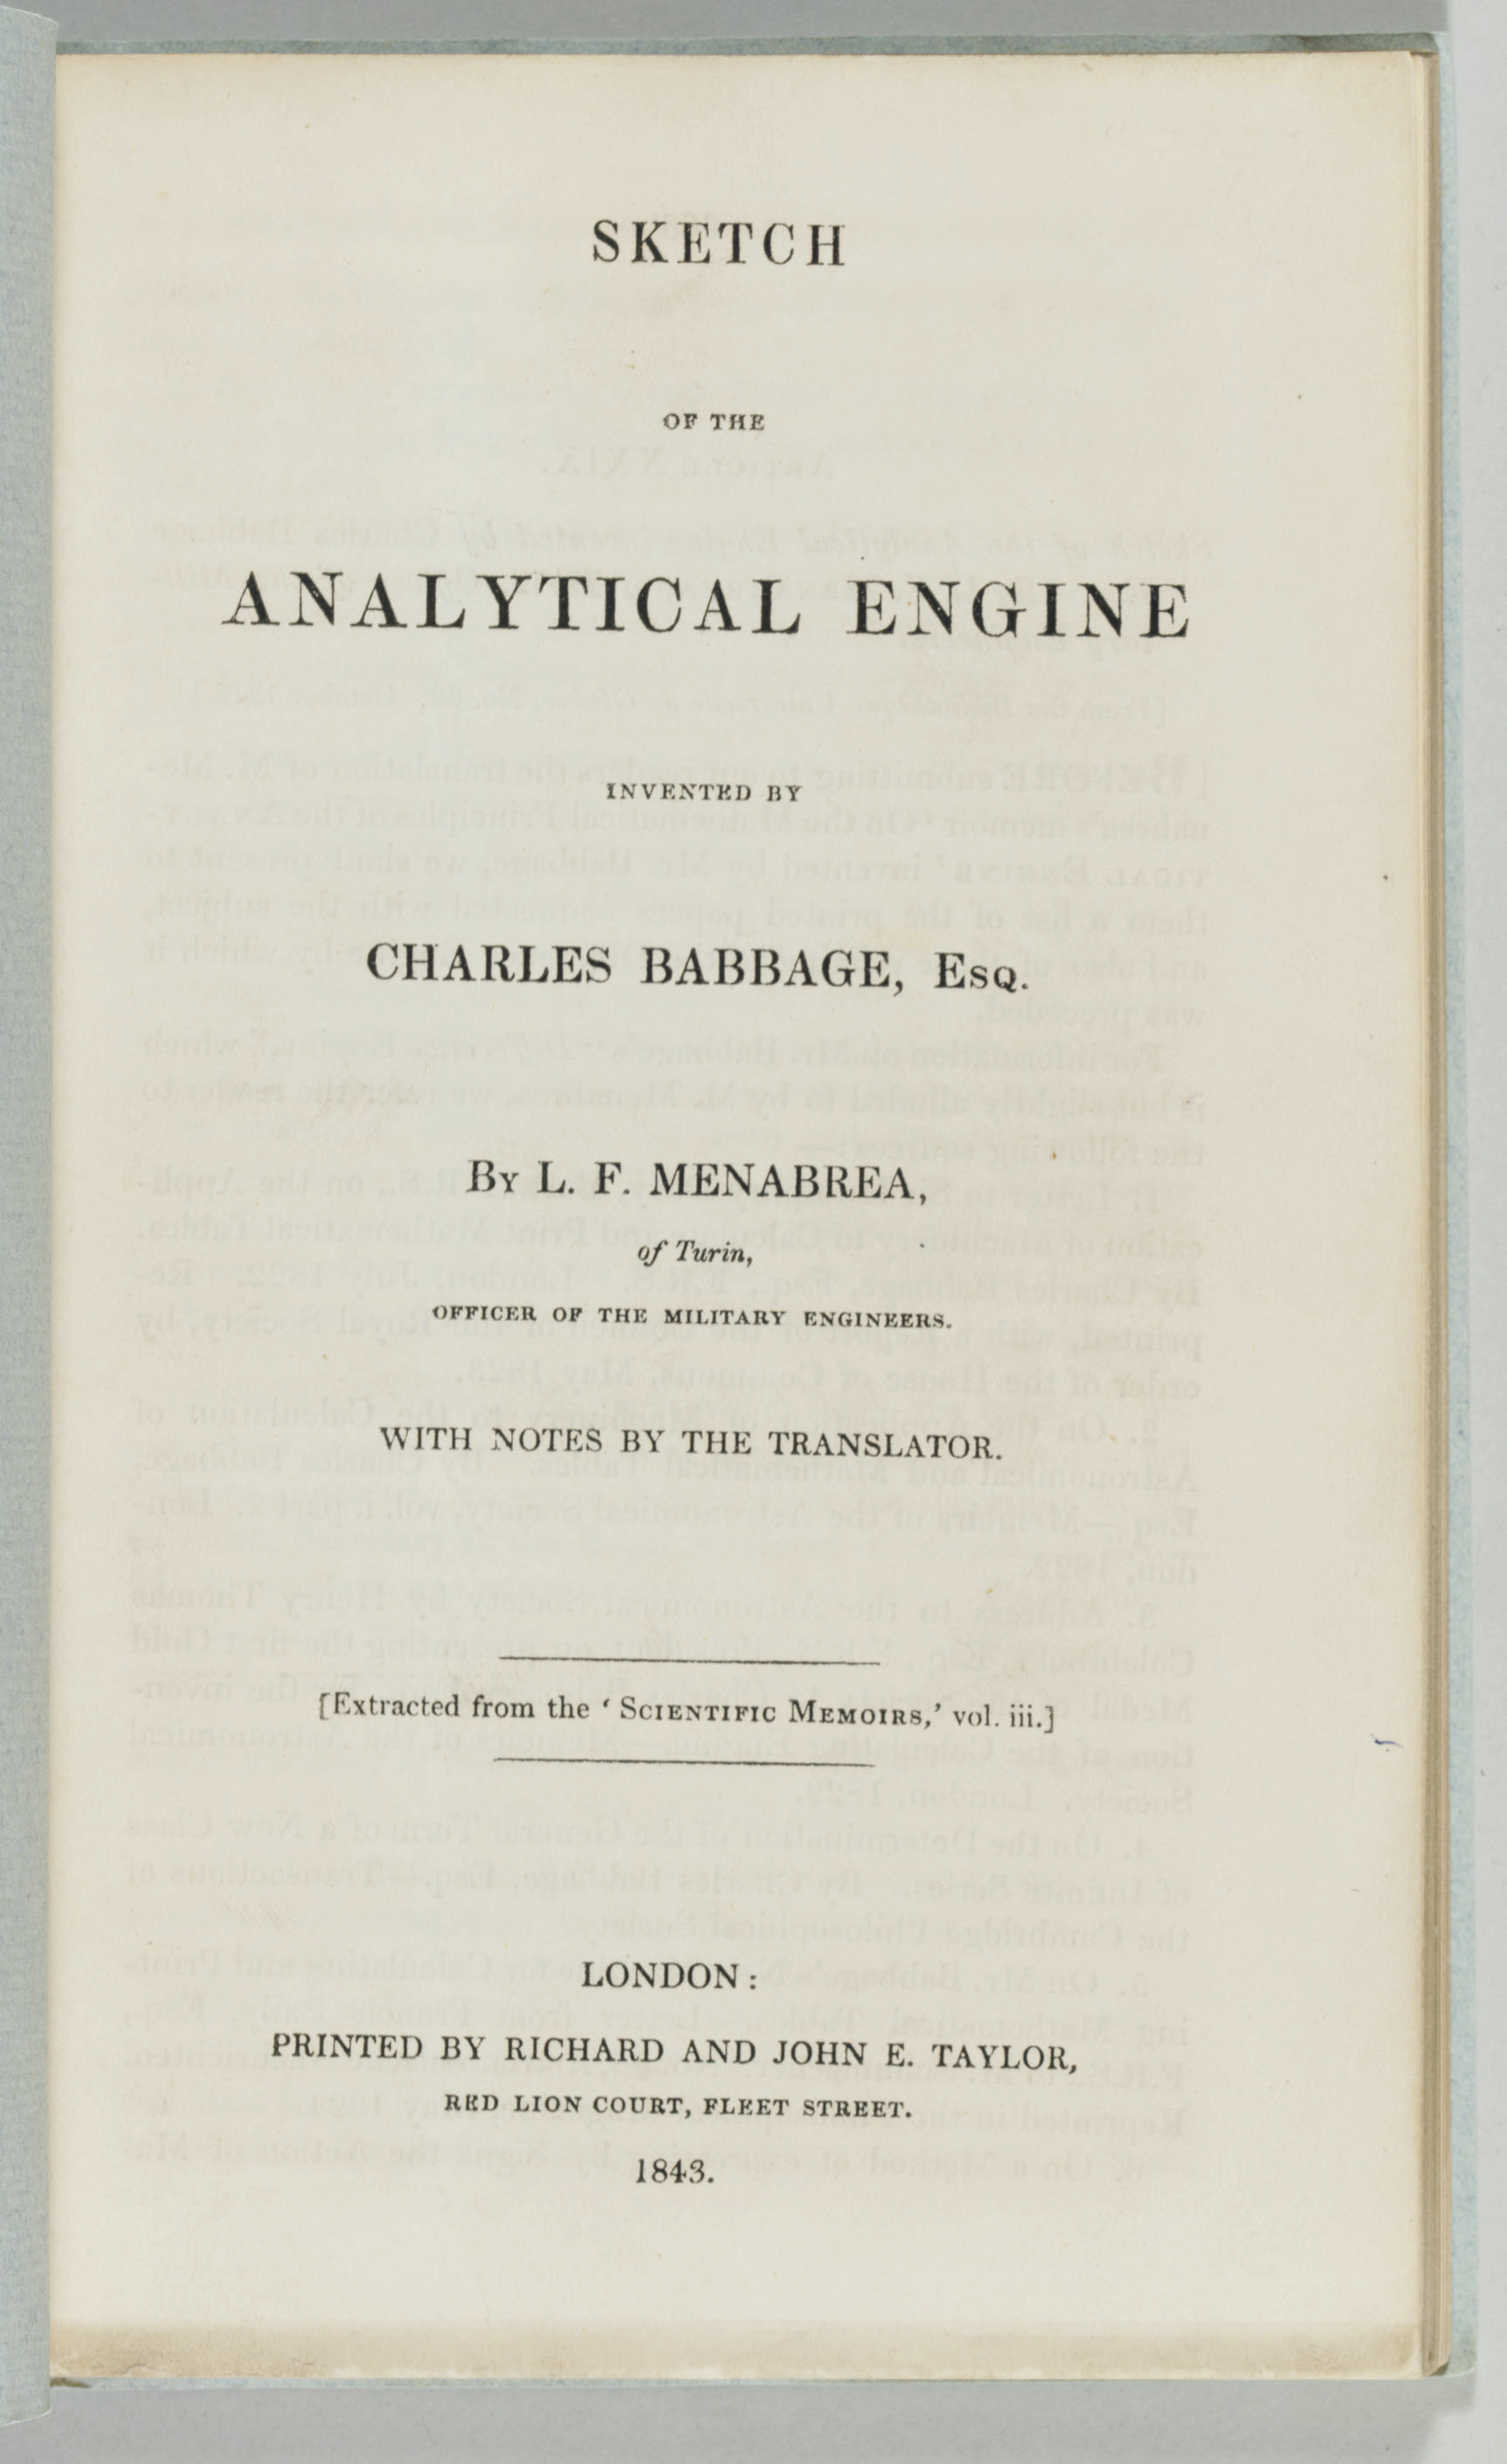 SKETCH
OF THE
ANALYTICAL ENGINE
INVENTED BY
CHARLES BABBAGE, Esq.
By L. F. MENABREA,
of Turin,
OFFICER OF THE MILITARY ENGINEERS.
WITH NOTES BY THE TRANSLATOR.
[Extracted from the ‘ Scientific Memoirs,’ vol. iii.]
LONDON:
PRINTED BY RICHARD AND JOHN E. TAYLOR,
RED LION COURT, FLEET STREET.
1843.